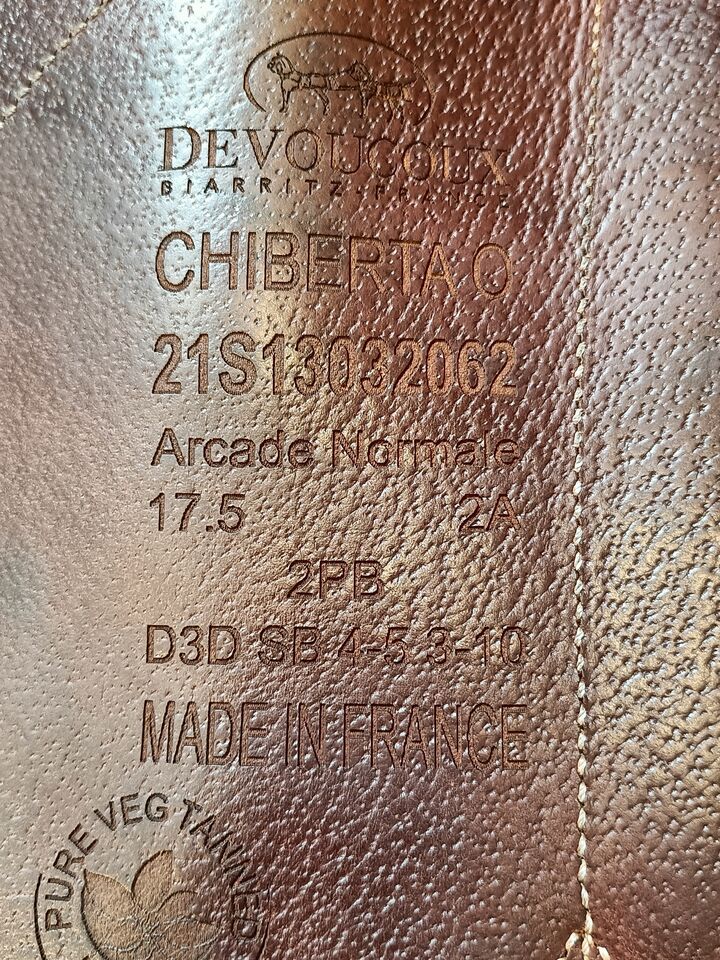 DEVOUCOUX
BIARRITZ-FRANCE
CHIBERTA O
21S13032062
Arcade Normale
17.5 2A
2PB
D3D SB 4-5.3-10
MADE IN FRANCE
PURE VEG TANNED